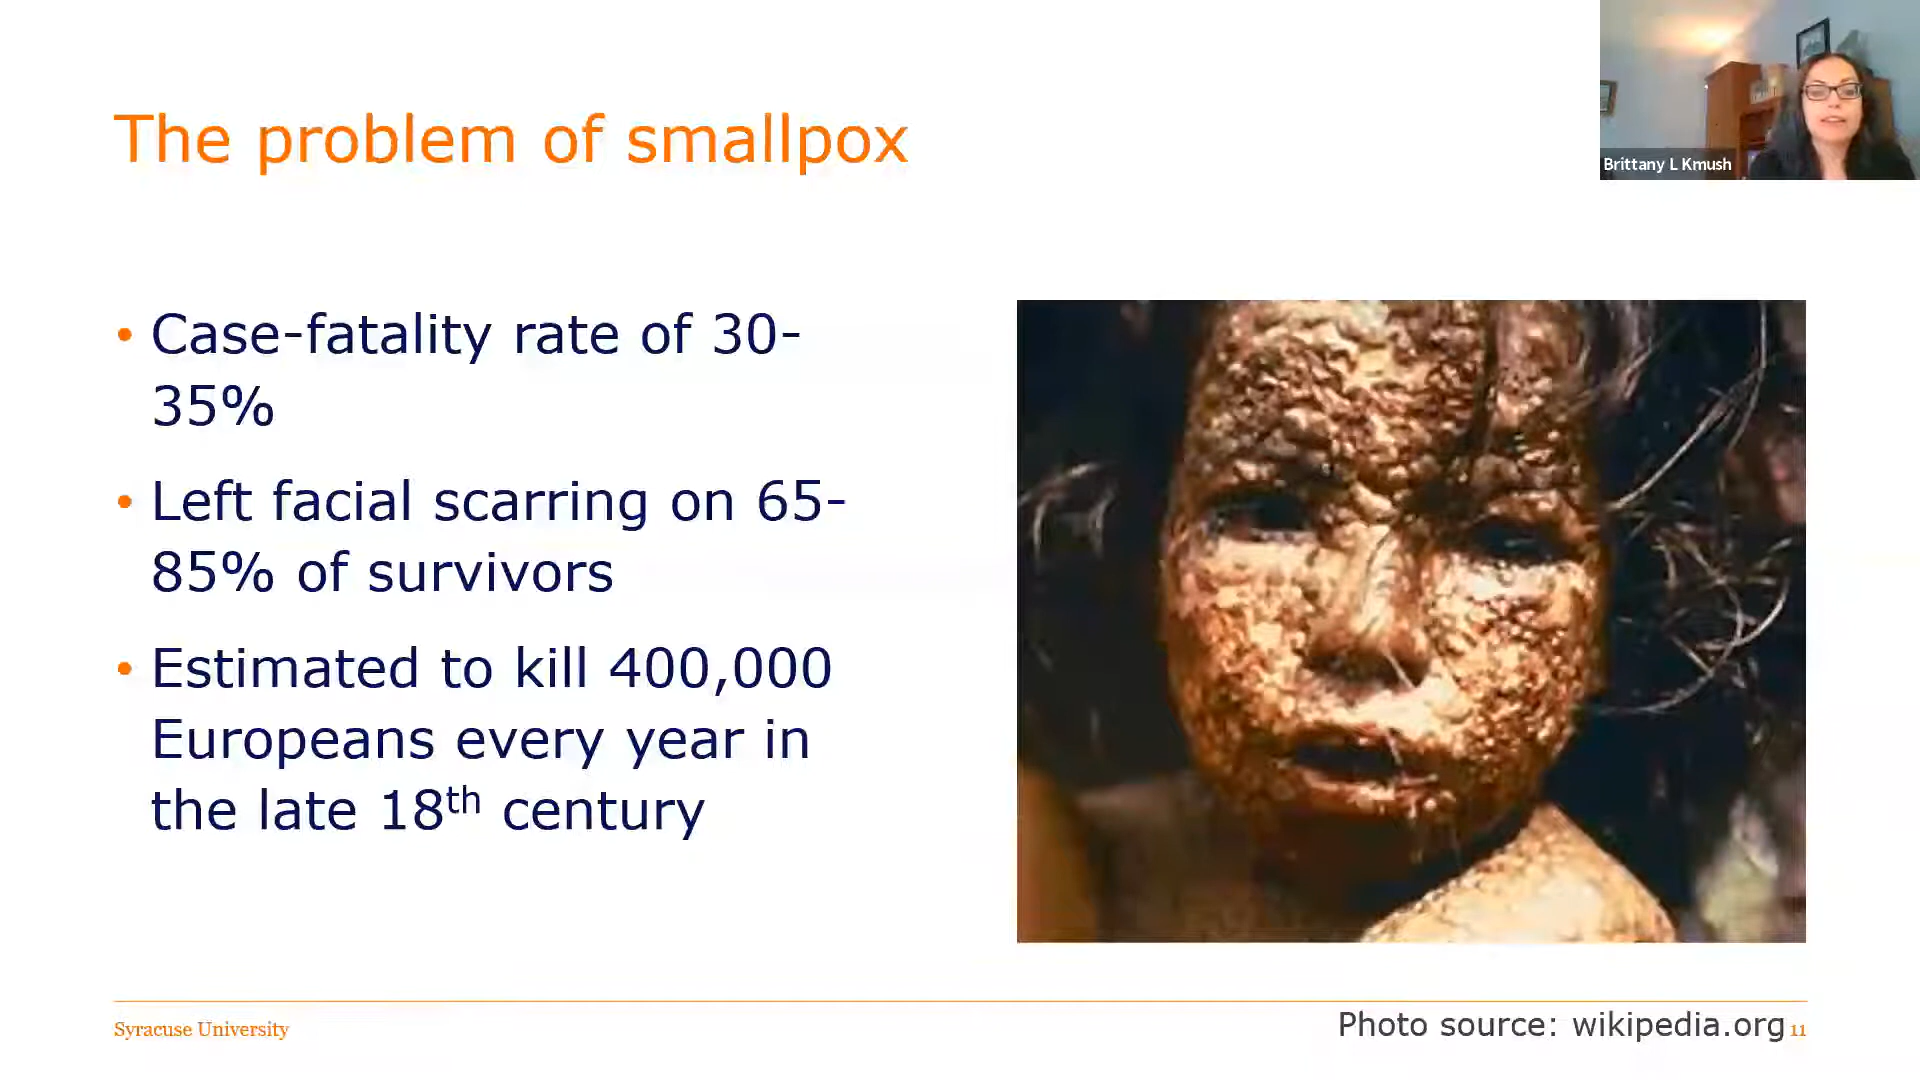 Brittany L Kmush
The problem of smallpox
• Case-fatality rate of 30-
35%
• Left facial scarring on 65-
85% of survivors
• Estimated to kill 400,000
Europeans every year in
the late 18th century
Syracuse University
Photo source: wikipedia.org 11